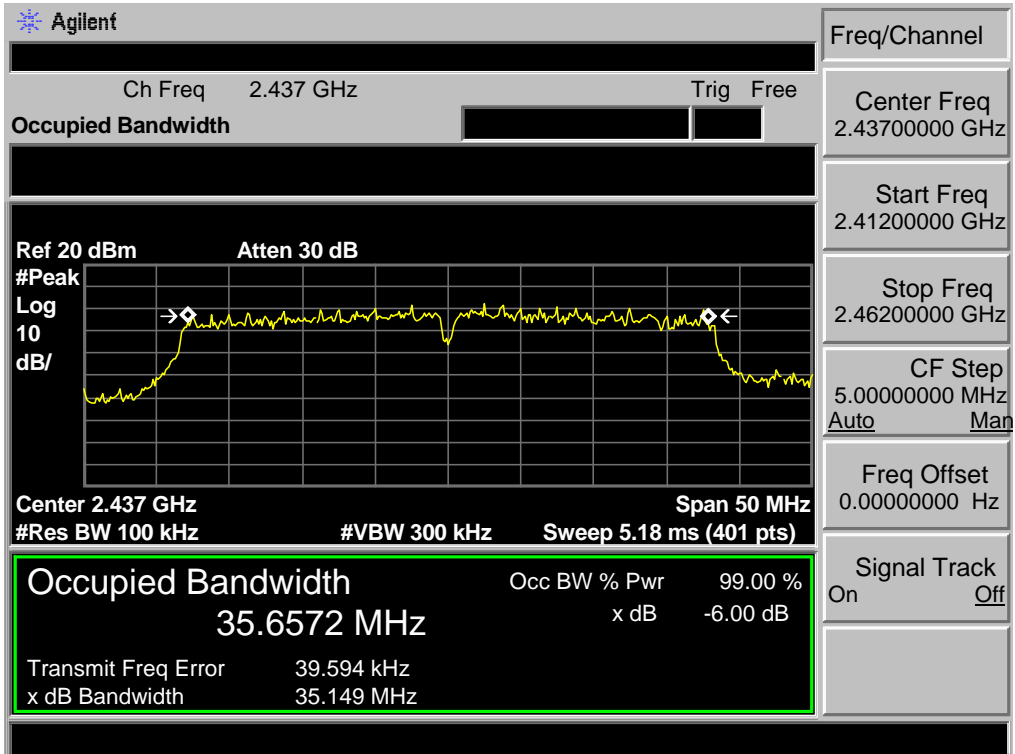 Agilent
Freq/Channel
Ch Freq 2.437 GHz Trig Free
Occupied Bandwidth
Center Freq
2.43700000 GHz
Start Freq
2.41200000 GHz
Stop Freq
2.46200000 GHz
CF Step
5.00000000 MHz
Auto Man
Freq Offset
0.00000000 Hz
Signal Track
On Off
Ref 20 dBm Atten 30 dB
#Peak
Log
10
dB/
Center 2.437 GHz Span 50 MHz
#Res BW 100 kHz #VBW 300 kHz Sweep 5.18 ms (401 pts)
Occupied Bandwidth Occ BW % Pwr 99.00 %
35.6572 MHz x dB -6.00 dB
Transmit Freq Error 39.594 kHz
x dB Bandwidth 35.149 MHz